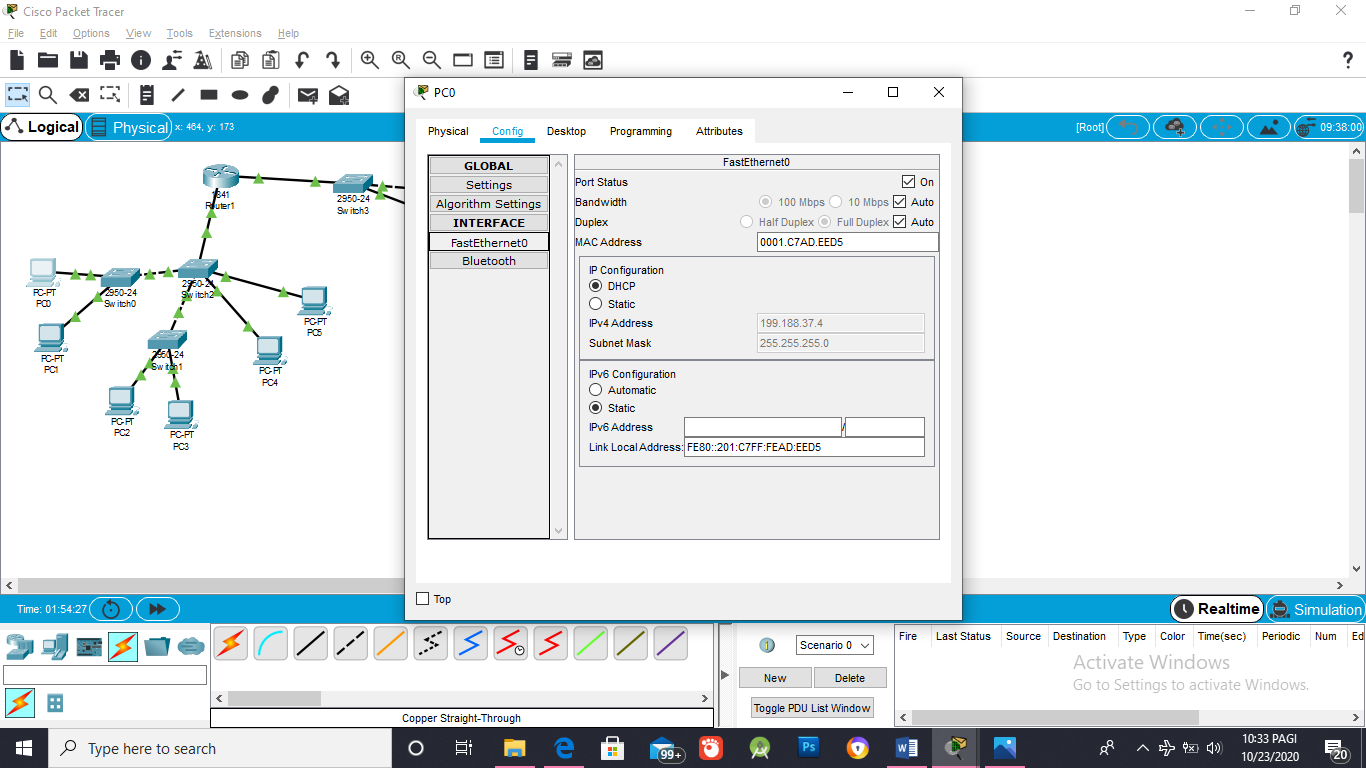 Cisco Packet Tracer
File Edit Options View Tools Extensions Help
?
Logical Physical x: 464, y: 173
[Root] 09:38:00
1841
Router1
2950-24
Switch3
PC-PT
PC0
2950-24
Switch0
2950-24
Switch2
PC-PT
PC1
2950-24
Switch1
PC-PT
PC5
PC-PT
PC4
PC-PT
PC2
PC-PT
PC3
PC0
Physical Config Desktop Programming Attributes
GLOBAL
Settings
Algorithm Settings
INTERFACE
FastEthernet0
Bluetooth
FastEthernet0
Port Status On
Bandwidth 100 Mbps 10 Mbps Auto
Duplex Half Duplex Full Duplex Auto
MAC Address 0001.C7AD.EED5
IP Configuration
DHCP
Static
IPv4 Address 199.188.37.4
Subnet Mask 255.255.255.0
IPv6 Configuration
Automatic
Static
IPv6 Address /
Link Local Address: FE80::201:C7FF:FEAD:EED5
Top
Time: 01:54:27
Realtime Simulation
Copper Straight-Through
Scenario 0
New Delete
Toggle PDU List Window
Fire Last Status Source Destination Type Color Time(sec) Periodic Num Ed
Activate Windows
Go to Settings to activate Windows.
Type here to search
99+
Ps
10:33 PAGI
10/23/2020
20